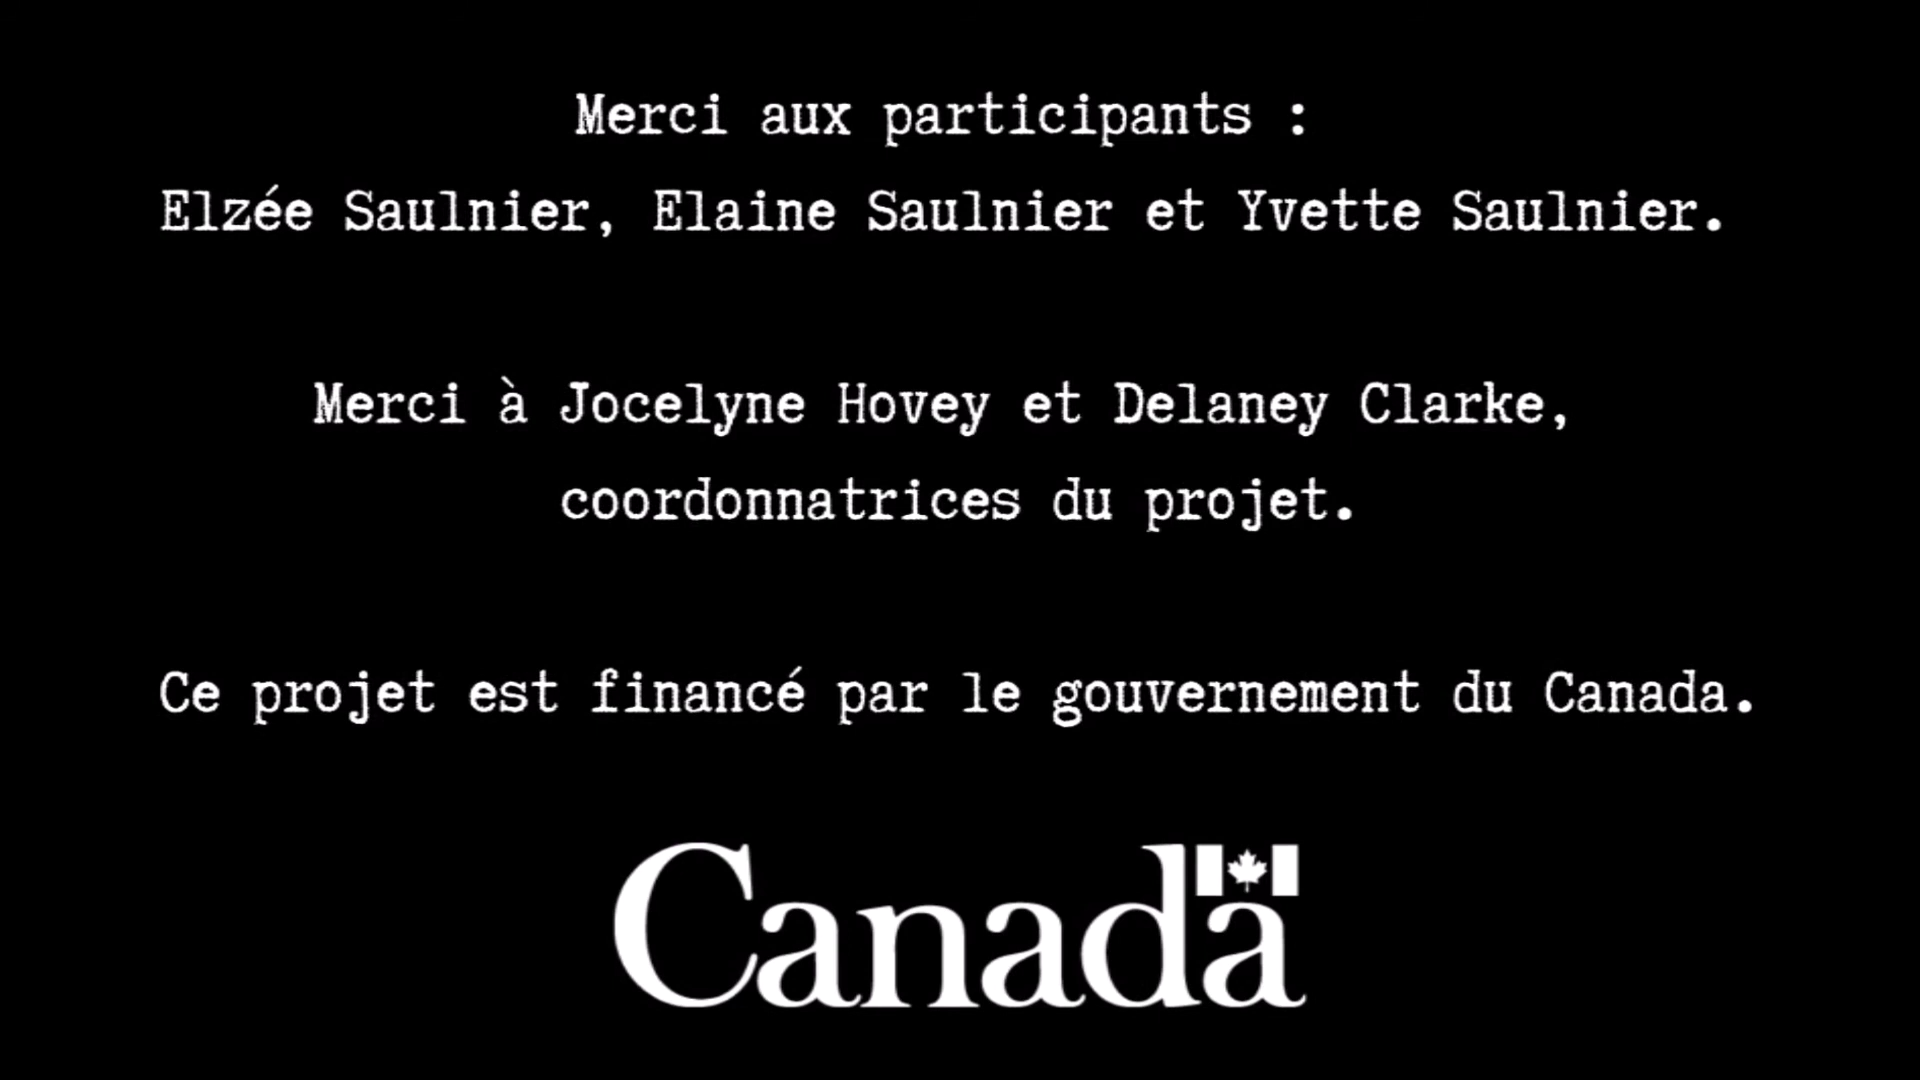 Merci aux participants :
Elzée Saulnier, Elaine Saulnier et Yvette Saulnier.
Merci à Jocelyne Hovey et Delaney Clarke,
coordonnatrices du projet.
Ce projet est financé par le gouvernement du Canada.
Canada